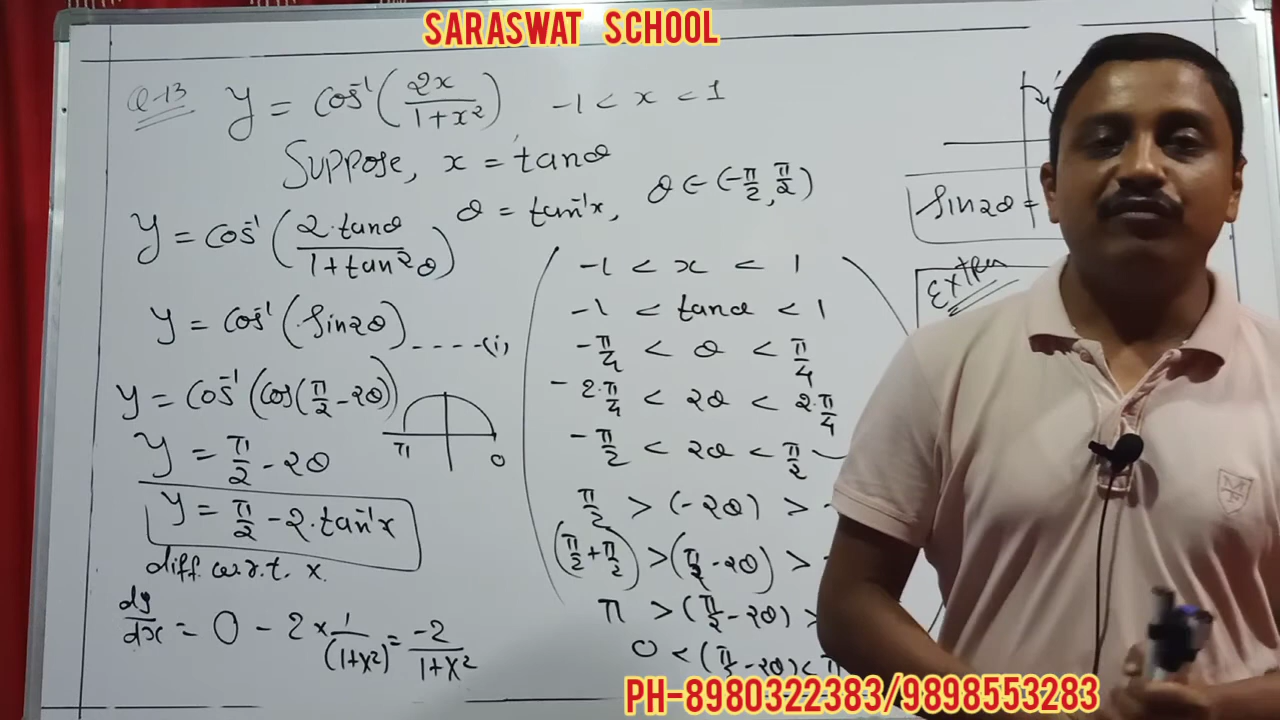 SARASWAT SCHOOL
Q-13 y = cos⁻¹(2x/(1+x²)) -1 < x < 1
Suppose, x = tanθ
θ = tan⁻¹x, θ ∈ (-π/2, π/2)
y = cos⁻¹(2·tanθ/(1+tan²θ))
y = cos⁻¹(sin2θ) ----(i)
y = cos⁻¹(cos(π/2 - 2θ))
π 0
y = π/2 - 2θ
y = π/2 - 2·tan⁻¹x
diff. w.r.t. x.
dy/dx = 0 - 2 × 1/(1+x²) = -2/(1+x²)
-1 < x < 1
-1 < tanθ < 1
-π/4 < θ < π/4
-2·π/4 < 2θ < 2·π/4
-π/2 < 2θ < π/2
π/2 > (-2θ) > -
(π/2 + π/2) > (π/2 - 2θ) > -
π > (π/2 - 2θ) >
0 < (π/2 - 2θ) < π
sin2θ =
Extra
PH-8980322383/9898553283